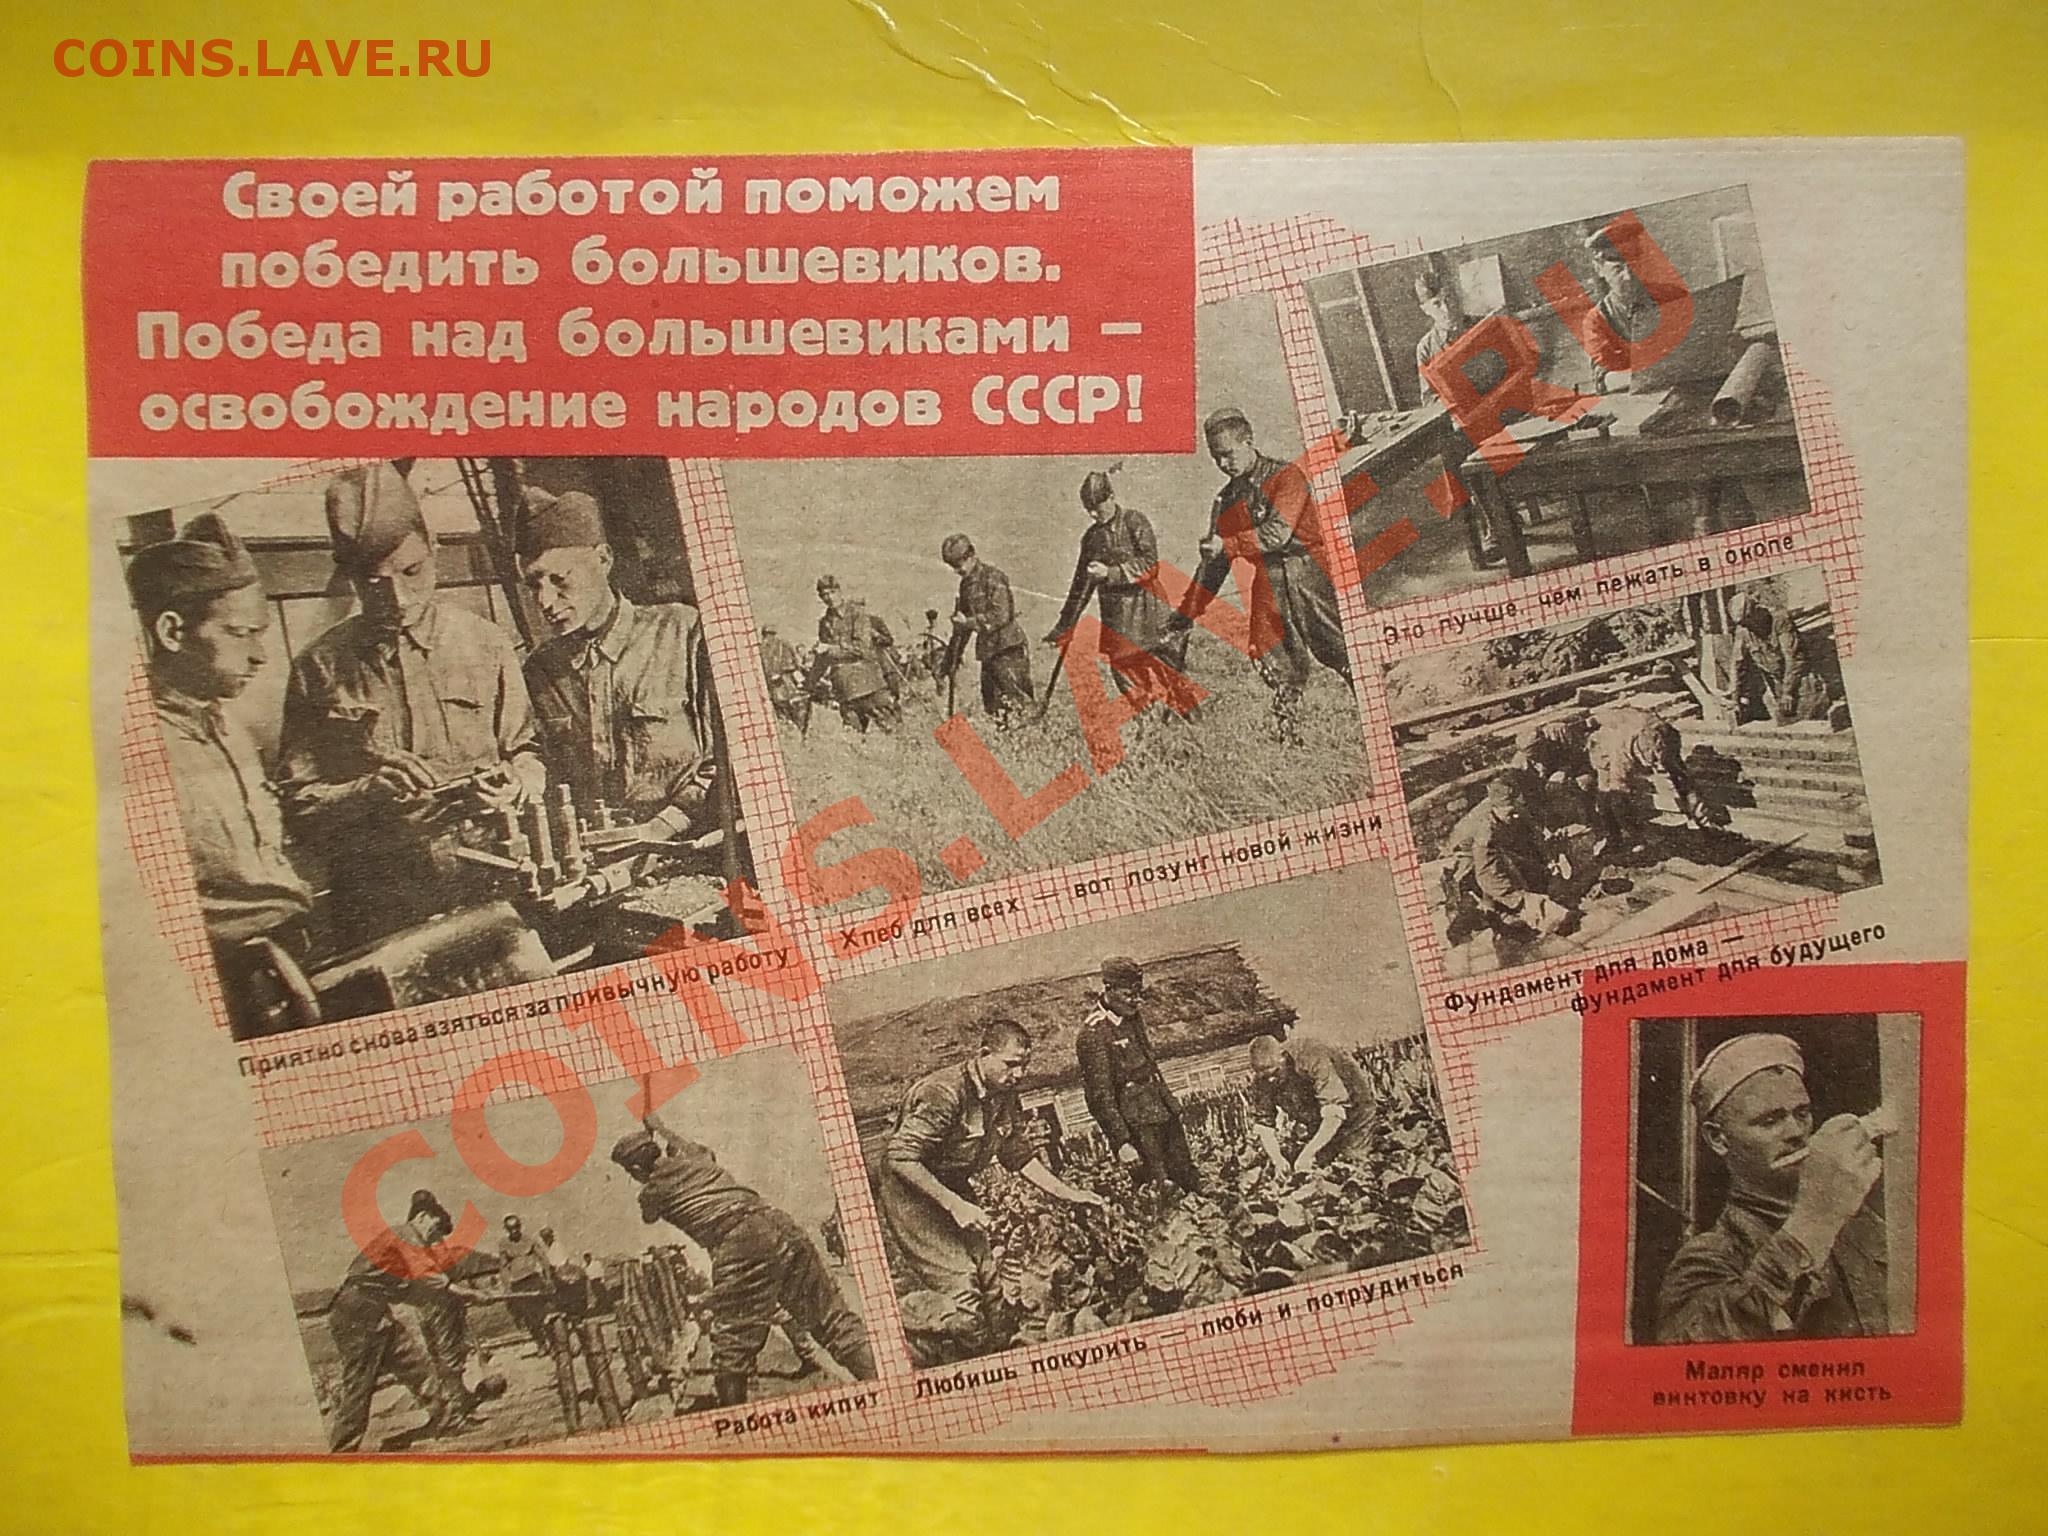 COINS.LAVE.RU
Своей работой поможем
победить большевиков.
Победа над большевиками –
освобождение народов СССР!
Это лучше, чем лежать в окопе
Хлеб для всех — вот лозунг новой жизни
Приятно снова взяться за привычную работу
Фундамент для дома —
фундамент для будущего
Работа кипит
Любишь покурить — люби и потрудиться
Маляр сменил
винтовку на кисть
COINS.LAVE.RU